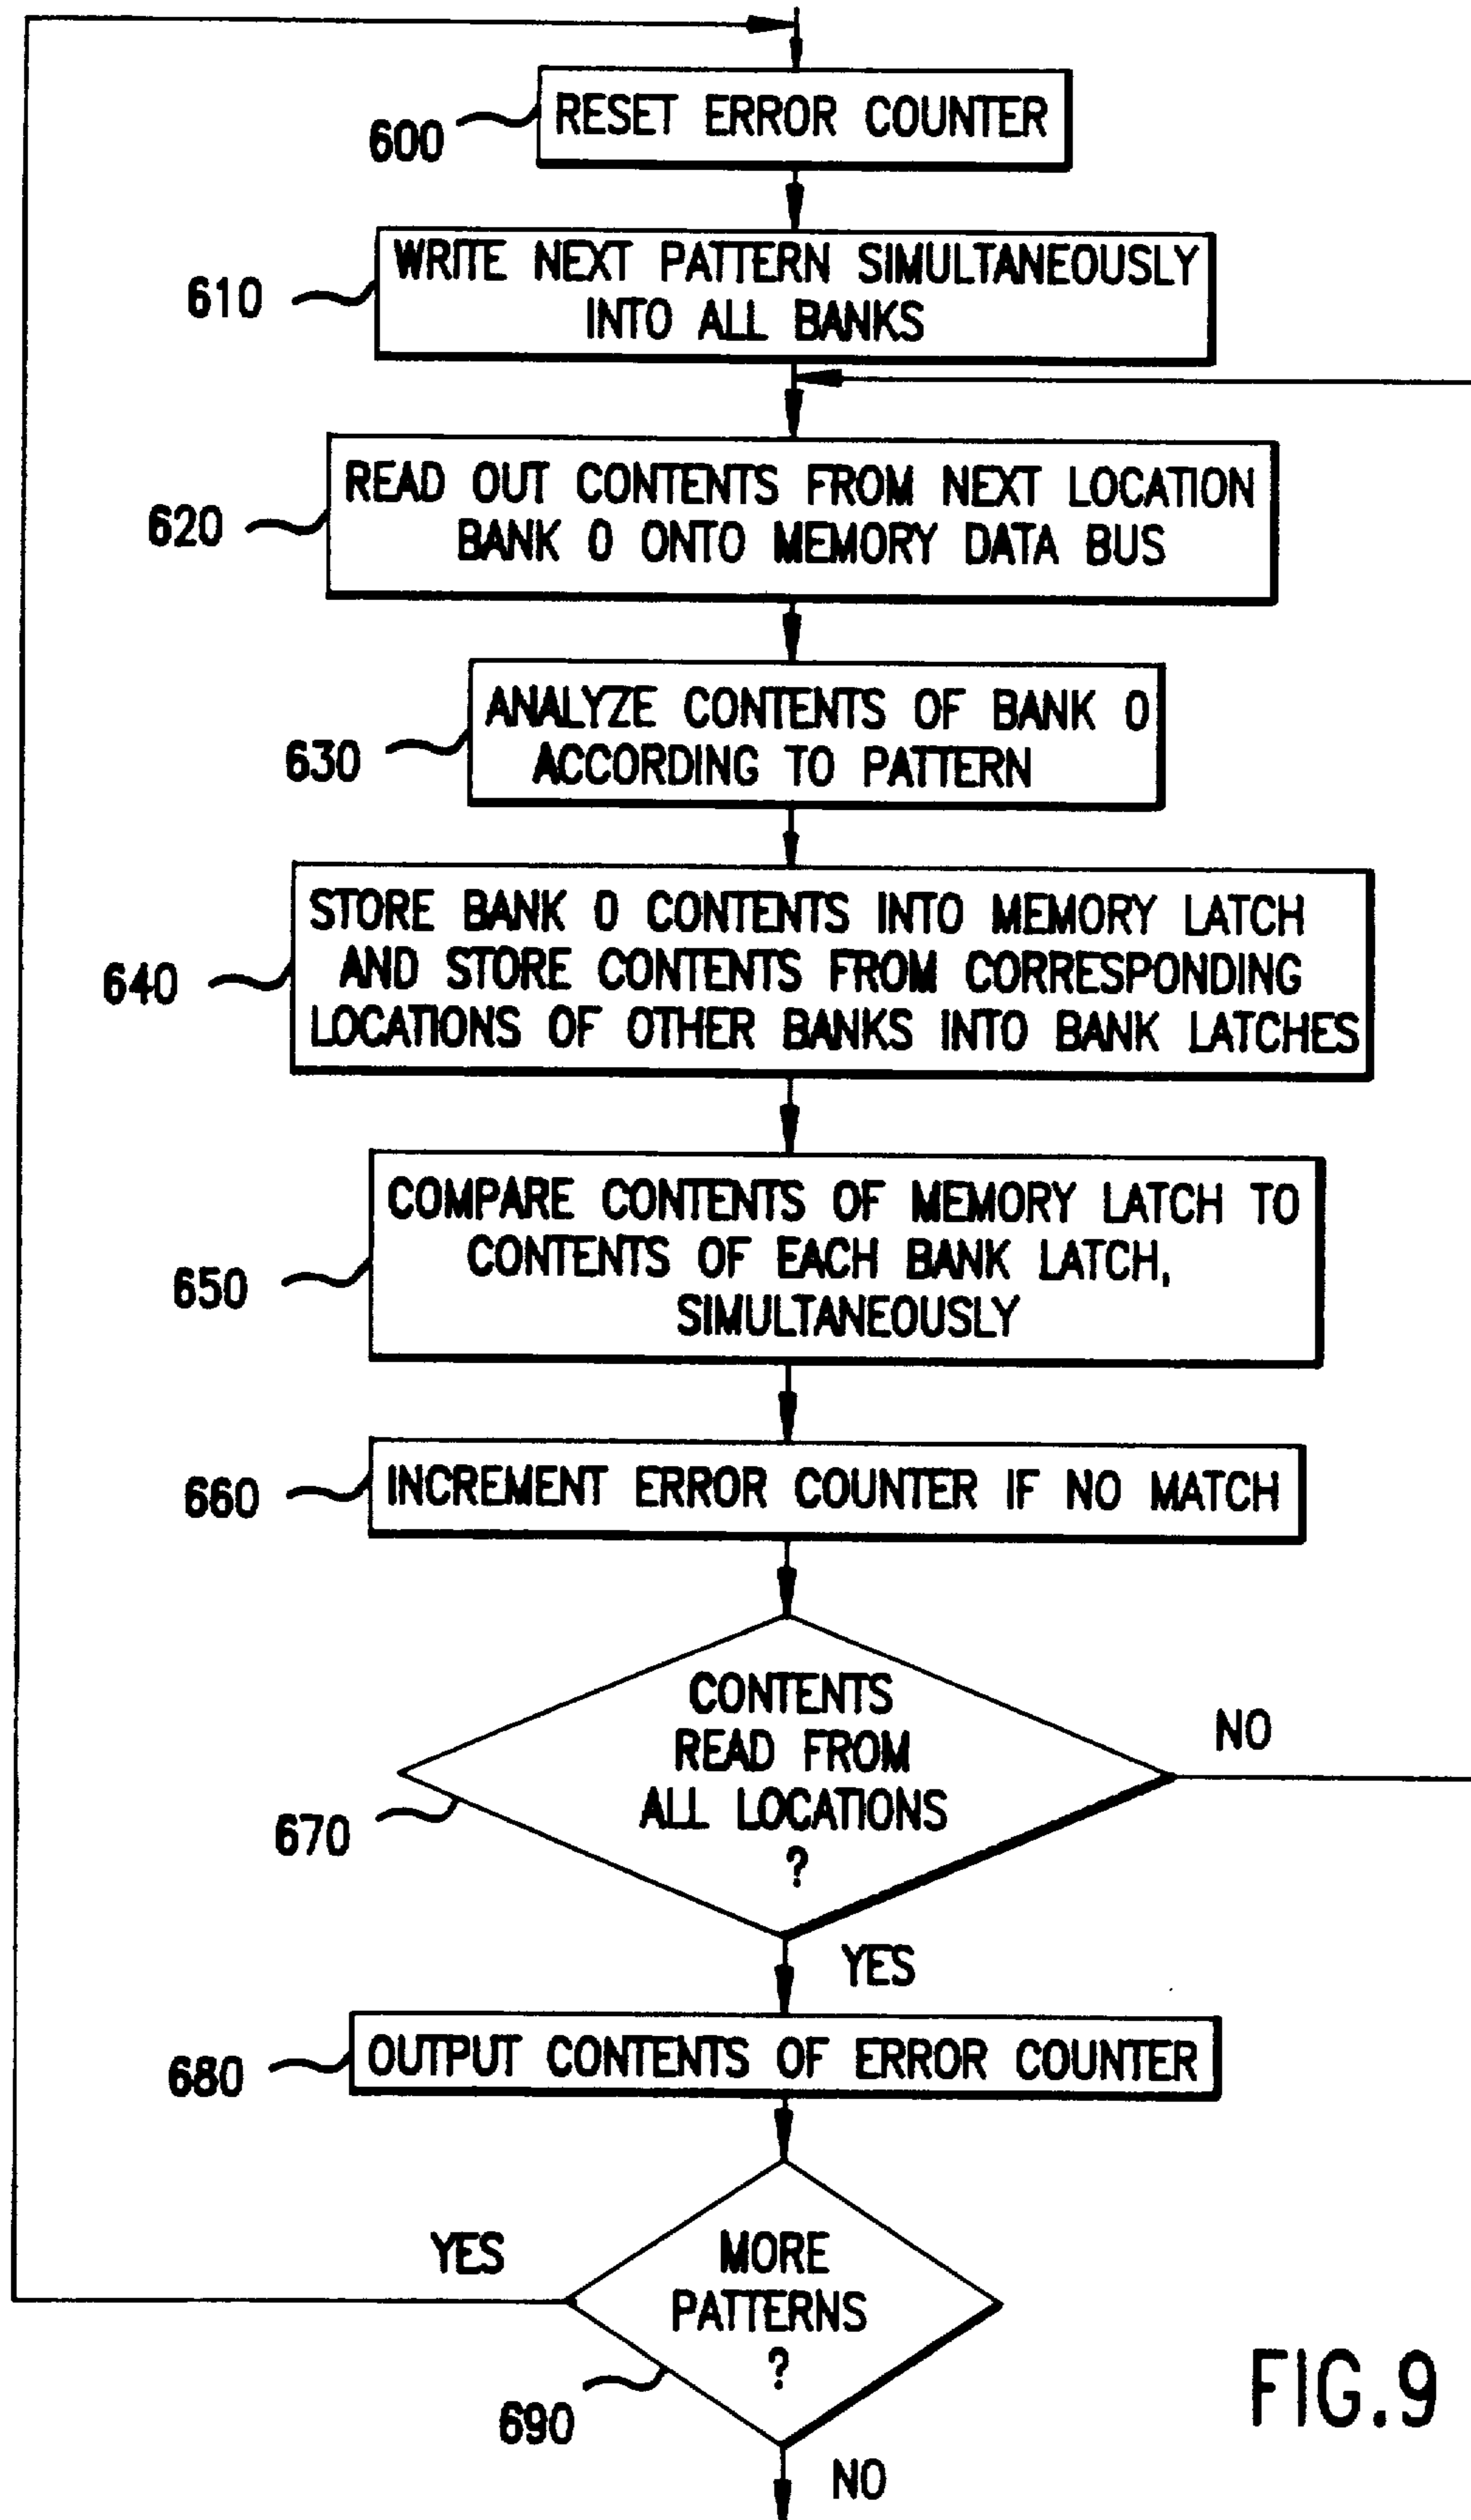 RESET ERROR COUNTER
600
WRITE NEXT PATTERN SIMULTANEOUSLY
INTO ALL BANKS
610
READ OUT CONTENTS FROM NEXT LOCATION
BANK 0 ONTO MEMORY DATA BUS
620
ANALYZE CONTENTS OF BANK 0
ACCORDING TO PATTERN
630
STORE BANK 0 CONTENTS INTO MEMORY LATCH
AND STORE CONTENTS FROM CORRESPONDING
LOCATIONS OF OTHER BANKS INTO BANK LATCHES
640
COMPARE CONTENTS OF MEMORY LATCH TO
CONTENTS OF EACH BANK LATCH,
SIMULTANEOUSLY
650
INCREMENT ERROR COUNTER IF NO MATCH
660
CONTENTS
READ FROM
ALL LOCATIONS
?
NO
670
YES
OUTPUT CONTENTS OF ERROR COUNTER
680
YES
MORE
PATTERNS
?
690
NO
FIG.9